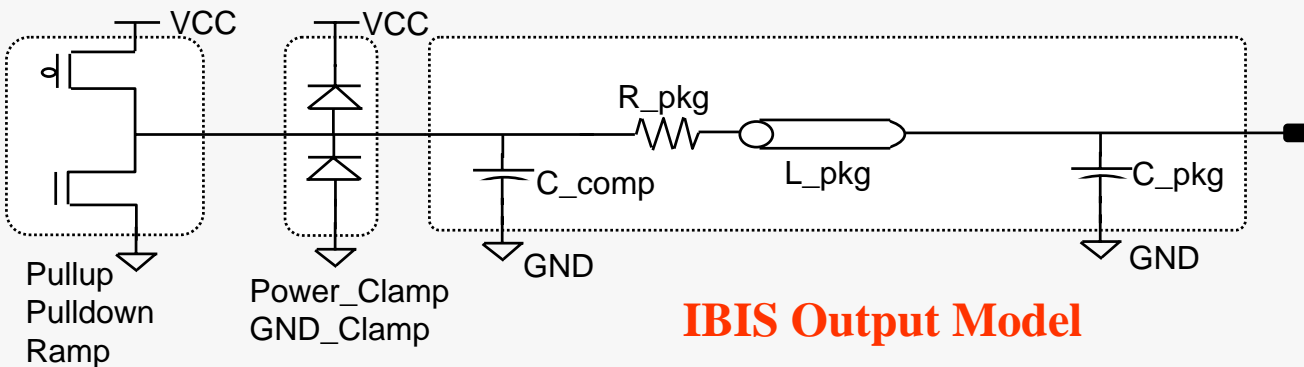 VCC
VCC
R_pkg
C_comp
L_pkg
C_pkg
GND
GND
Pullup
Pulldown
Ramp
Power_Clamp
GND_Clamp
IBIS Output Model